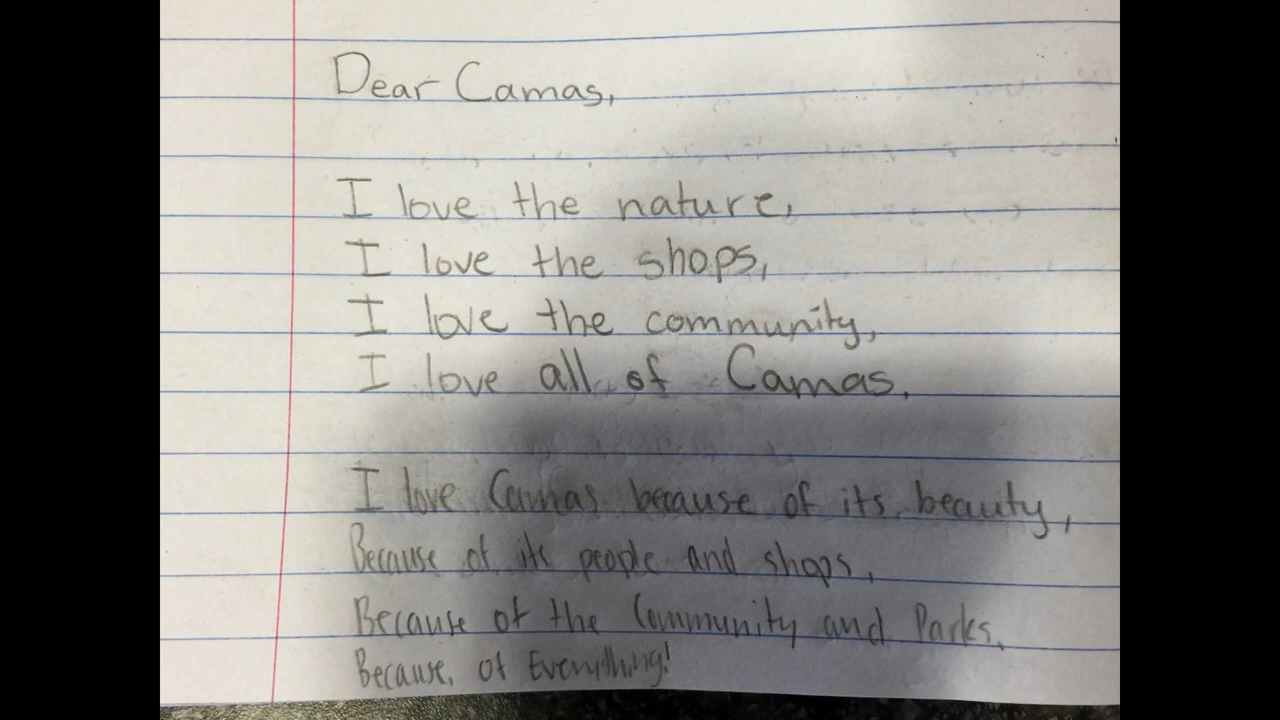 Dear Camas,
I love the nature,
I love the shops,
I love the community,
I love all of Camas.
I love Camas because of its beauty,
Because of its people and shops,
Because of the Community and Parks,
Because, of Everything!